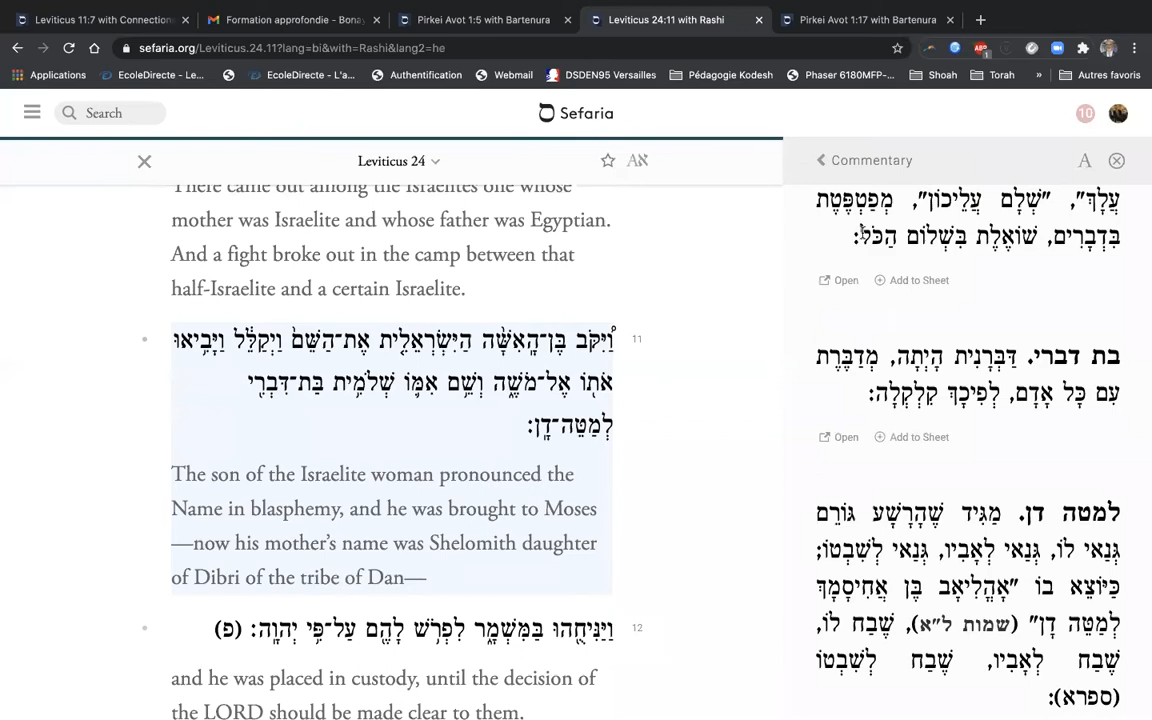 Leviticus 11:7 with Connection
Formation approfondie - Bona
Pirkei Avot 1:5 with Bartenura
Leviticus 24:11 with Rashi
Pirkei Avot 1:17 with Bartenura
sefaria.org/Leviticus.24.11?lang=bi&with=Rashi&lang2=he
Applications
EcoleDirecte - Le...
EcoleDirecte - L'a...
Authentification
Webmail
DSDEN95 Versailles
Pédagogie Kodesh
Phaser 6180MFP-...
Shoah
Torah
»
Autres favoris
Search
Sefaria
10
Leviticus 24
There came out among the Israelites one whose
mother was Israelite and whose father was Egyptian.
And a fight broke out in the camp between that
half-Israelite and a certain Israelite.
11
וַ֠יִּקֹּב בֶּן־הָֽאִשָּׁ֨ה הַיִּשְׂרְאֵלִ֤ית אֶת־הַשֵּׁם֙ וַיְקַלֵּ֔ל וַיָּבִ֥יאוּ
אֹת֖וֹ אֶל־מֹשֶׁ֑ה וְשֵׁ֥ם אִמּ֛וֹ שְׁלֹמִ֥ית בַּת־דִּבְרִ֖י
לְמַטֵּה־דָֽן׃
The son of the Israelite woman pronounced the
Name in blasphemy, and he was brought to Moses
—now his mother’s name was Shelomith daughter
of Dibri of the tribe of Dan—
12
וַיַּנִּיחֻ֖הוּ בַּמִּשְׁמָ֑ר לִפְרֹ֥שׁ לָהֶ֖ם עַל־פִּ֥י יְהוָֽה׃ (פ)
and he was placed in custody, until the decision of
the LORD should be made clear to them.
Commentary
A
עֲלָךְ", "שְׁלָם עֲלֵיכוֹן", מְפַטְפֶּטֶת
בִּדְבָרִים, שׁוֹאֶלֶת בִּשְׁלוֹם הַכֹּל:
Open
Add to Sheet
בת דברי. דַּבְּרָנִית הָיְתָה, מְדַבֶּרֶת
עִם כָּל אָדָם, לְפִיכָךְ קִלְקְלָה:
Open
Add to Sheet
למטה דן. מַגִּיד שֶׁהָרָשָׁע גּוֹרֵם
גְּנַאי לוֹ, גְּנַאי לְאָבִיו, גְּנַאי לְשִׁבְטוֹ;
כַּיּוֹצֵא בוֹ "אָהֳלִיאָב בֶּן אֲחִיסָמָךְ
לְמַטֵּה דָן" (שמות ל"א), שֶׁבַח לוֹ,
שֶׁבַח לְאָבִיו, שֶׁבַח לְשִׁבְטוֹ
(ספרא):